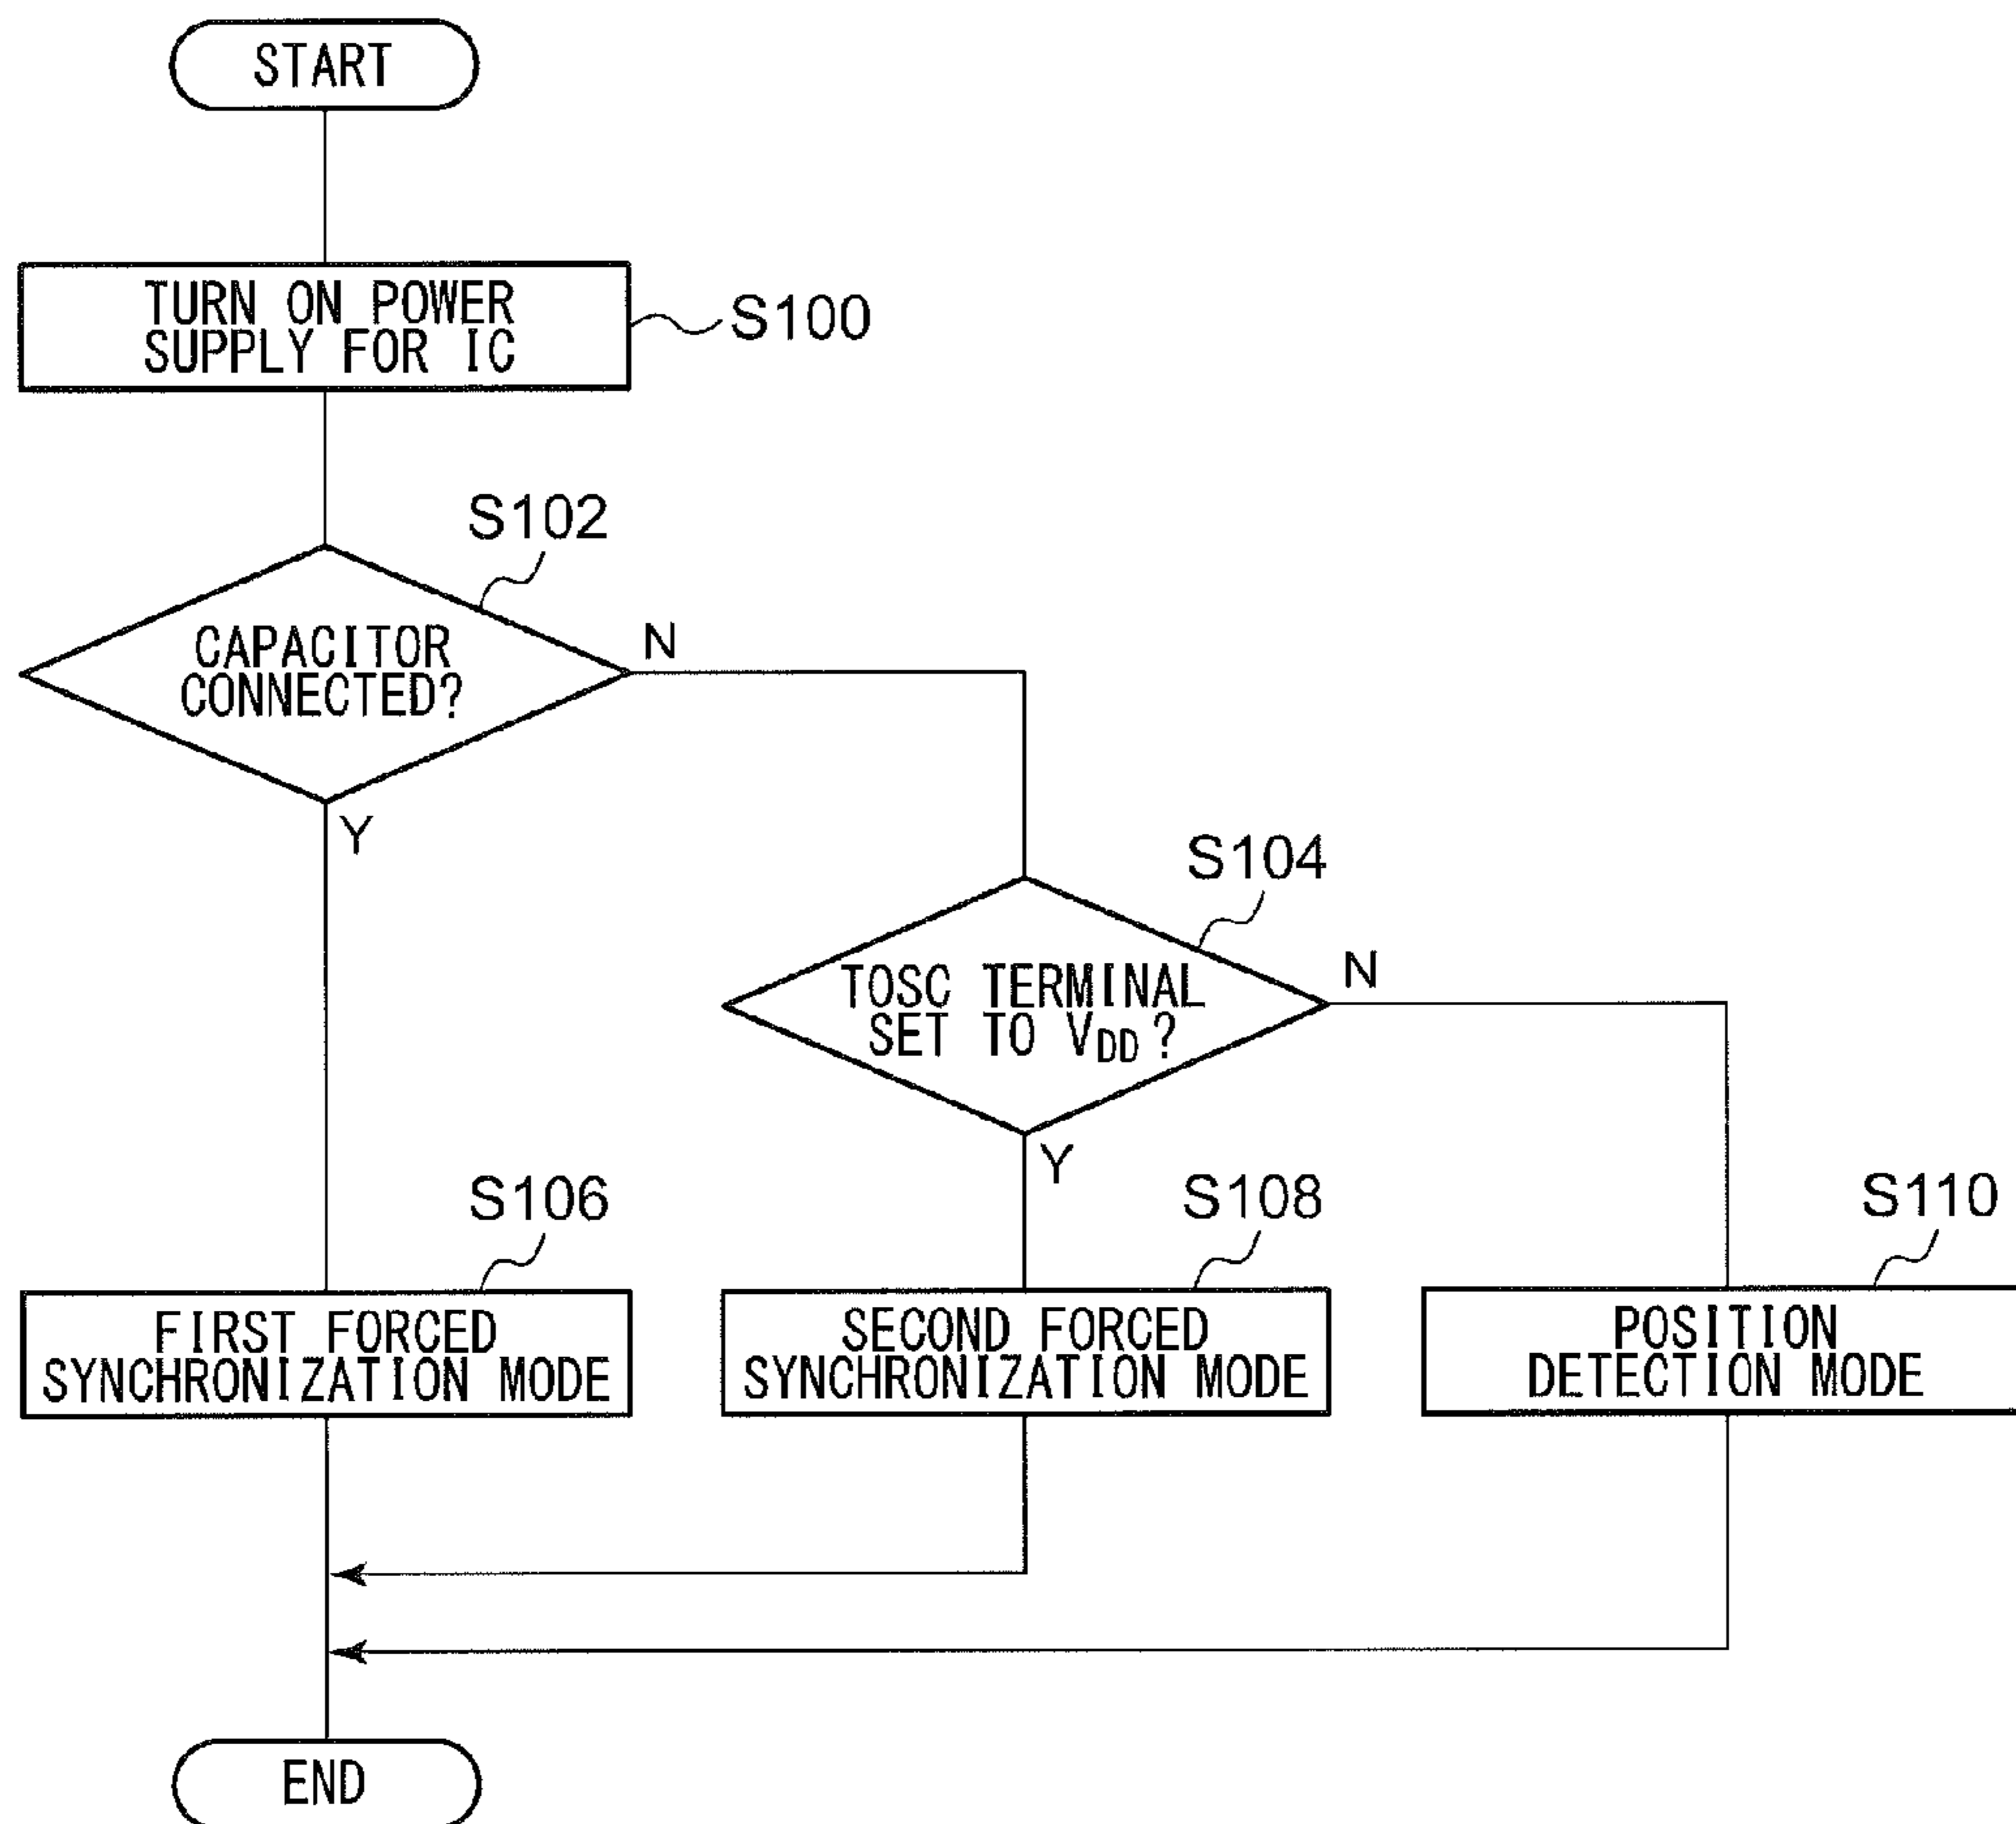 START
TURN ON POWER
SUPPLY FOR IC
S100
S102
CAPACITOR
CONNECTED?
N
Y
S104
TOSC TERMINAL
SET TO VDD?
N
Y
S106
FIRST FORCED
SYNCHRONIZATION MODE
S108
SECOND FORCED
SYNCHRONIZATION MODE
S110
POSITION
DETECTION MODE
END